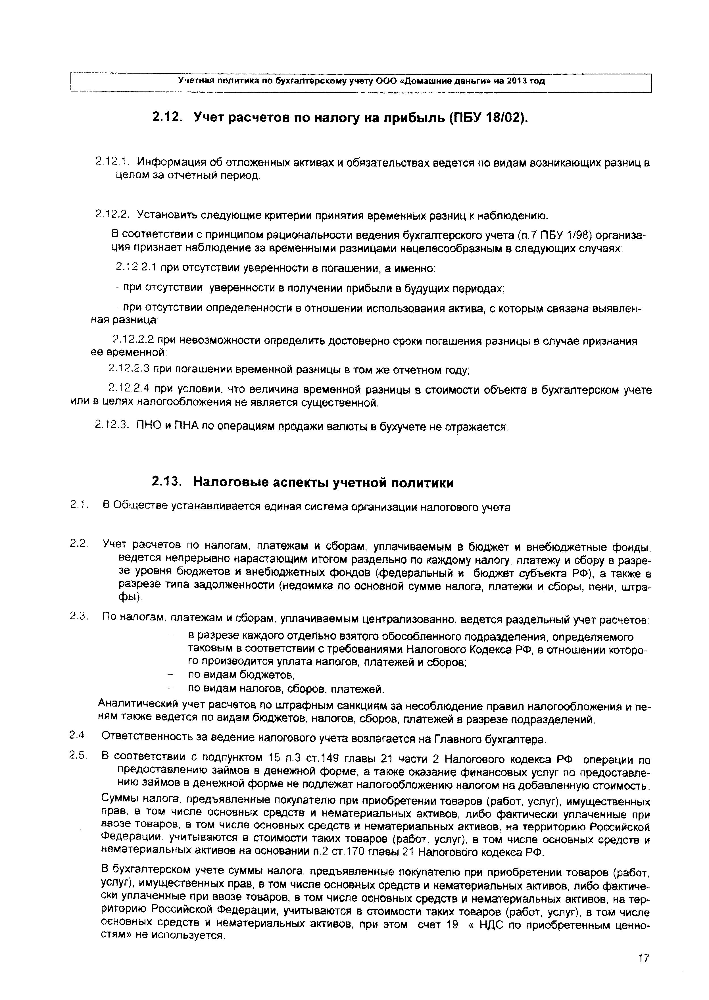 Учетная политика по бухгалтерскому учету ООО «Домашние деньги» на 2013 год
2.12. Учет расчетов по налогу на прибыль (ПБУ 18/02).
2.12.1. Информация об отложенных активах и обязательствах ведется по видам возникающих разниц в
целом за отчетный период.
2.12.2. Установить следующие критерии принятия временных разниц к наблюдению.
В соответствии с принципом рациональности ведения бухгалтерского учета (п.7 ПБУ 1/98) организа-
ция признает наблюдение за временными разницами нецелесообразным в следующих случаях:
2.12.2.1 при отсутствии уверенности в погашении, а именно:
- при отсутствии уверенности в получении прибыли в будущих периодах;
- при отсутствии определенности в отношении использования актива, с которым связана выявлен-
ная разница;
2.12.2.2 при невозможности определить достоверно сроки погашения разницы в случае признания
ее временной;
2.12.2.3 при погашении временной разницы в том же отчетном году;
2.12.2.4 при условии, что величина временной разницы в стоимости объекта в бухгалтерском учете
или в целях налогообложения не является существенной.
2.12.3. ПНО и ПНА по операциям продажи валюты в бухучете не отражается.
2.13. Налоговые аспекты учетной политики
2.1. В Обществе устанавливается единая система организации налогового учета
2.2. Учет расчетов по налогам, платежам и сборам, уплачиваемым в бюджет и внебюджетные фонды,
ведется непрерывно нарастающим итогом раздельно по каждому налогу, платежу и сбору в разре-
зе уровня бюджетов и внебюджетных фондов (федеральный и бюджет субъекта РФ), а также в
разрезе типа задолженности (недоимка по основной сумме налога, платежи и сборы, пени, штра-
фы).
2.3. По налогам, платежам и сборам, уплачиваемым централизованно, ведется раздельный учет расчетов:
– в разрезе каждого отдельно взятого обособленного подразделения, определяемого
таковым в соответствии с требованиями Налогового Кодекса РФ, в отношении которо-
го производится уплата налогов, платежей и сборов;
– по видам бюджетов;
– по видам налогов, сборов, платежей.
Аналитический учет расчетов по штрафным санкциям за несоблюдение правил налогообложения и пе-
ням также ведется по видам бюджетов, налогов, сборов, платежей в разрезе подразделений.
2.4. Ответственность за ведение налогового учета возлагается на Главного бухгалтера.
2.5. В соответствии с подпунктом 15 п.3 ст.149 главы 21 части 2 Налогового кодекса РФ операции по
предоставлению займов в денежной форме, а также оказание финансовых услуг по предоставле-
нию займов в денежной форме не подлежат налогообложению налогом на добавленную стоимость.
Суммы налога, предъявленные покупателю при приобретении товаров (работ, услуг), имущественных
прав, в том числе основных средств и нематериальных активов, либо фактически уплаченные при
ввозе товаров, в том числе основных средств и нематериальных активов, на территорию Российской
Федерации, учитываются в стоимости таких товаров (работ, услуг), в том числе основных средств и
нематериальных активов на основании п.2 ст.170 главы 21 Налогового кодекса РФ.
В бухгалтерском учете суммы налога, предъявленные покупателю при приобретении товаров (работ,
услуг), имущественных прав, в том числе основных средств и нематериальных активов, либо фактиче-
ски уплаченные при ввозе товаров, в том числе основных средств и нематериальных активов, на тер-
риторию Российской Федерации, учитываются в стоимости таких товаров (работ, услуг), в том числе
основных средств и нематериальных активов, при этом счет 19 « НДС по приобретенным ценно-
стям» не используется.
17